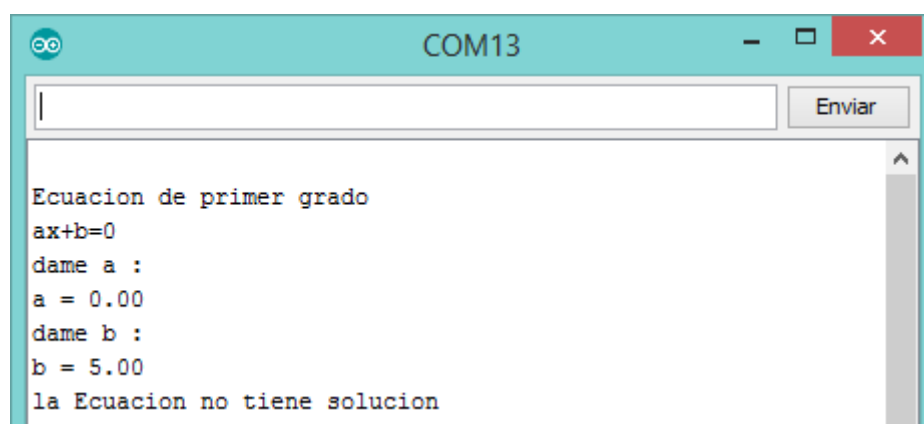 COM13
Enviar
Ecuacion de primer grado
ax+b=0
dame a :
a = 0.00
dame b :
b = 5.00
la Ecuacion no tiene solucion